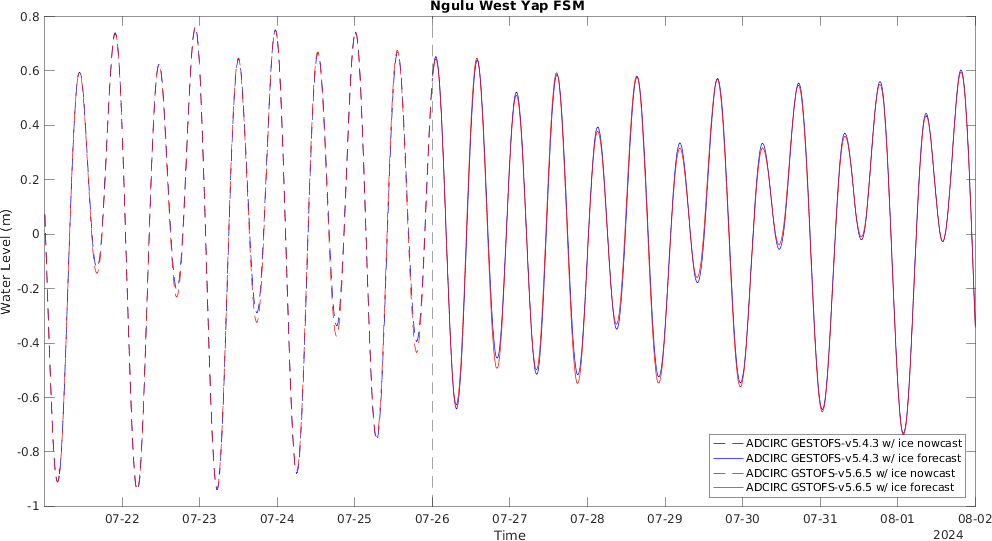 Ngulu West Yap FSM
Water Level (m)
0.8
0.6
0.4
0.2
0
-0.2
-0.4
-0.6
-0.8
-1
ADCIRC GESTOFS-v5.4.3 w/ ice nowcast
ADCIRC GESTOFS-v5.4.3 w/ ice forecast
ADCIRC GSTOFS-v5.6.5 w/ ice nowcast
ADCIRC GSTOFS-v5.6.5 w/ ice forecast
07-22 07-23 07-24 07-25 07-26 07-27 07-28 07-29 07-30 07-31 08-01 08-02
Time
2024